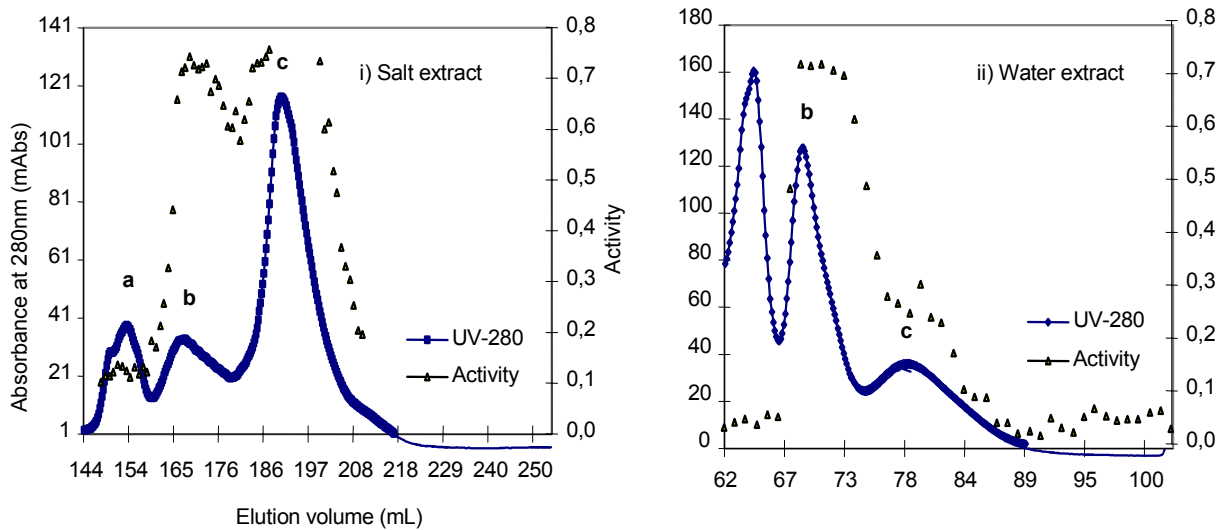 141
121
101
81
61
41
21
1
0,8
0,7
0,6
0,5
0,4
0,3
0,2
0,1
0,0
144 154 165 176 186 197 208 218 229 240 250
Absorbance at 280nm (mAbs)
Activity
Elution volume (mL)
i) Salt extract
a
b
c
UV-280
Activity
180
160
140
120
100
80
60
40
20
0
0,8
0,7
0,6
0,5
0,4
0,3
0,2
0,1
0,0
62 67 73 78 84 89 95 100
ii) Water extract
b
c
UV-280
Activity